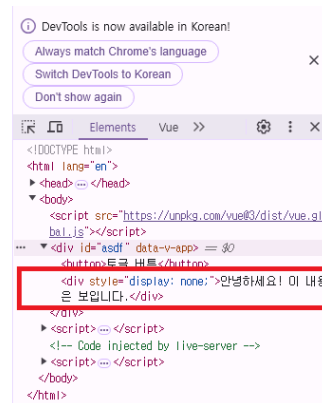 DevTools is now available in Korean!
Always match Chrome's language
Switch DevTools to Korean
Don't show again
Elements Vue
<!DOCTYPE html>
<html lang="en">
<head> … </head>
<body>
<script src="https://unpkg.com/vue@3/dist/vue.gl
bal.js"></script>
… <div id="asdf" data-v-app> == $0
<button>토글 버튼</button>
<div style="display: none;">안녕하세요! 이 내용
은 보입니다.</div>
</div>
<script> … </script>
<!-- Code injected by live-server -->
<script> … </script>
</body>
</html>